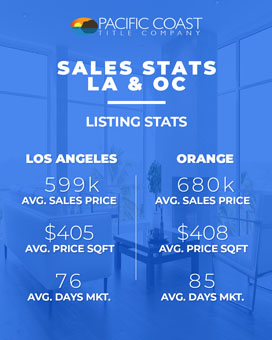 PACIFIC COAST
TITLE COMPANY
SALES STATS
LA & OC
LISTING STATS
LOS ANGELES
599k
AVG. SALES PRICE
$405
AVG. PRICE SQFT
76
AVG. DAYS MKT.
ORANGE
680k
AVG. SALES PRICE
$408
AVG. PRICE SQFT
85
AVG. DAYS MKT.